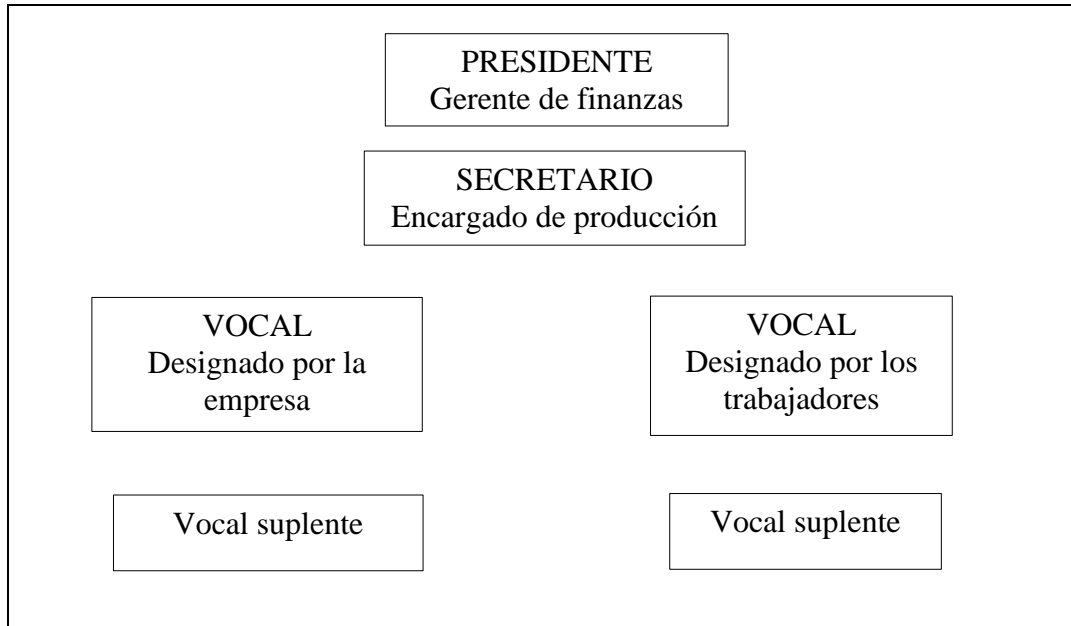 PRESIDENTE
Gerente de finanzas
SECRETARIO
Encargado de producción
VOCAL
Designado por la
empresa
VOCAL
Designado por los
trabajadores
Vocal suplente
Vocal suplente